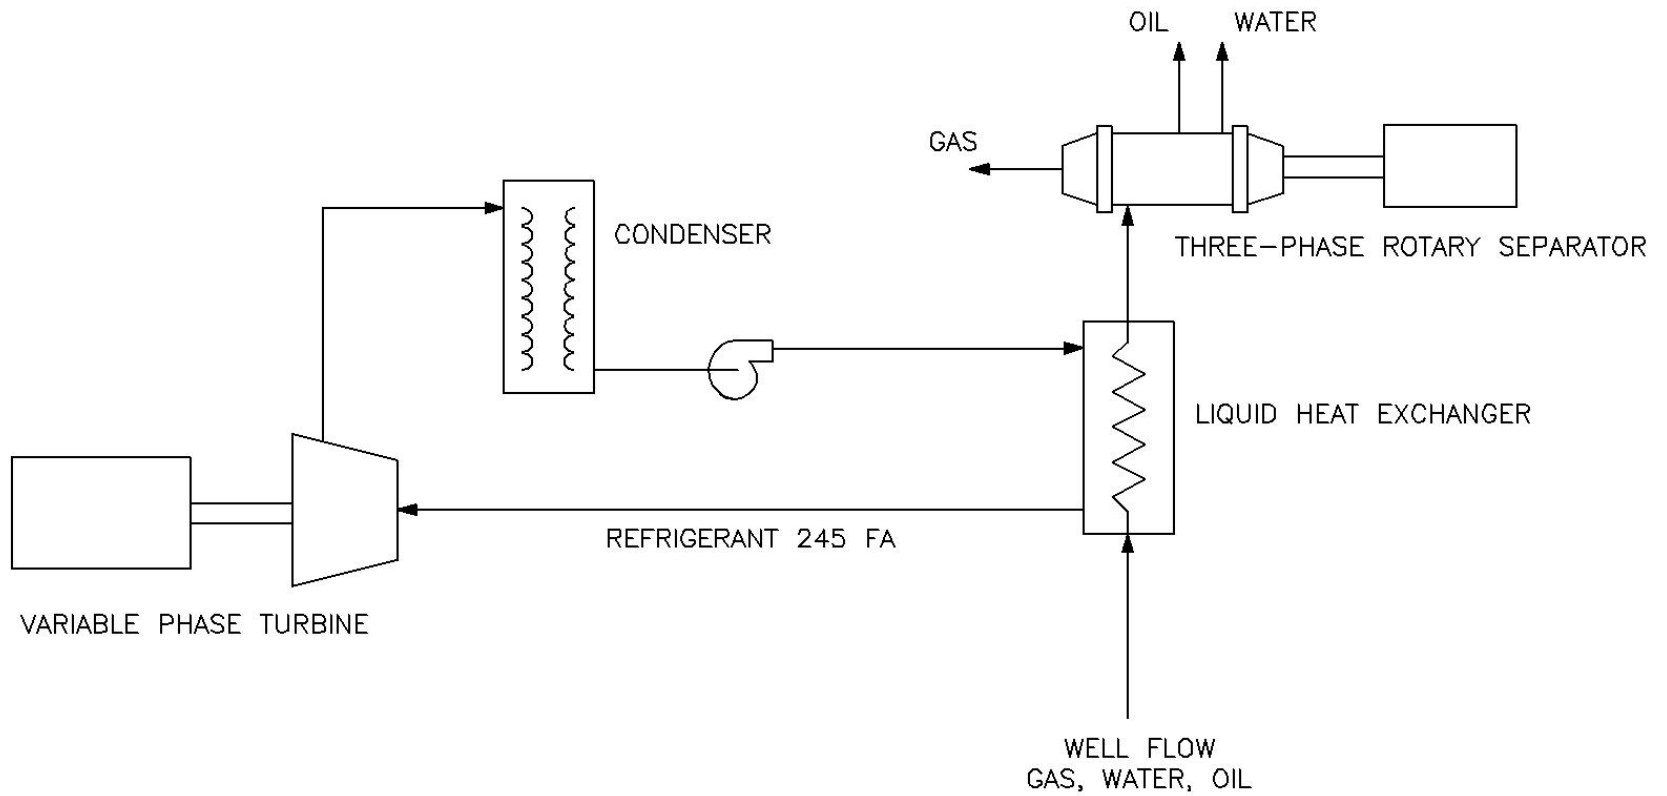 OIL
WATER
GAS
THREE-PHASE ROTARY SEPARATOR
CONDENSER
LIQUID HEAT EXCHANGER
REFRIGERANT 245 FA
VARIABLE PHASE TURBINE
WELL FLOW
GAS, WATER, OIL